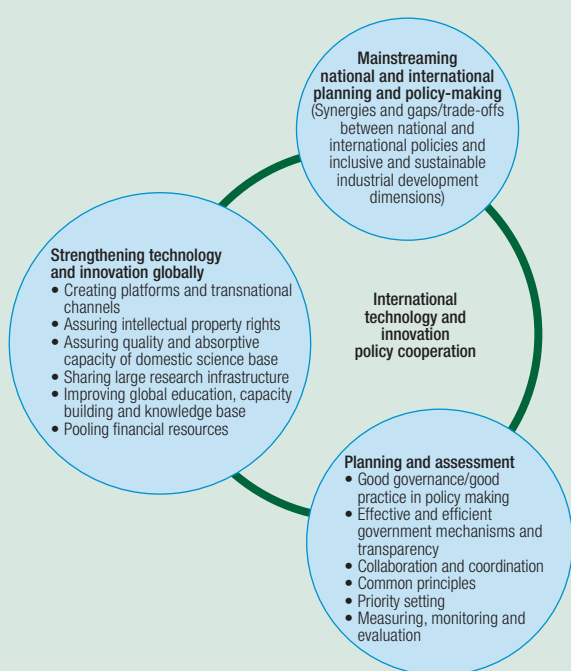 Mainstreaming
national and international
planning and policy-making
(Synergies and gaps/trade-offs
between national and
international policies and
inclusive and sustainable
industrial development
dimensions)
Strengthening technology
and innovation globally
• Creating platforms and transnational
channels
• Assuring intellectual property rights
• Assuring quality and absorptive
capacity of domestic science base
• Sharing large research infrastructure
• Improving global education, capacity
building and knowledge base
• Pooling financial resources
International
technology and
innovation
policy cooperation
Planning and assessment
• Good governance/good
practice in policy making
• Effective and efficient
government mechanisms and
transparency
• Collaboration and coordination
• Common principles
• Priority setting
• Measuring, monitoring and
evaluation